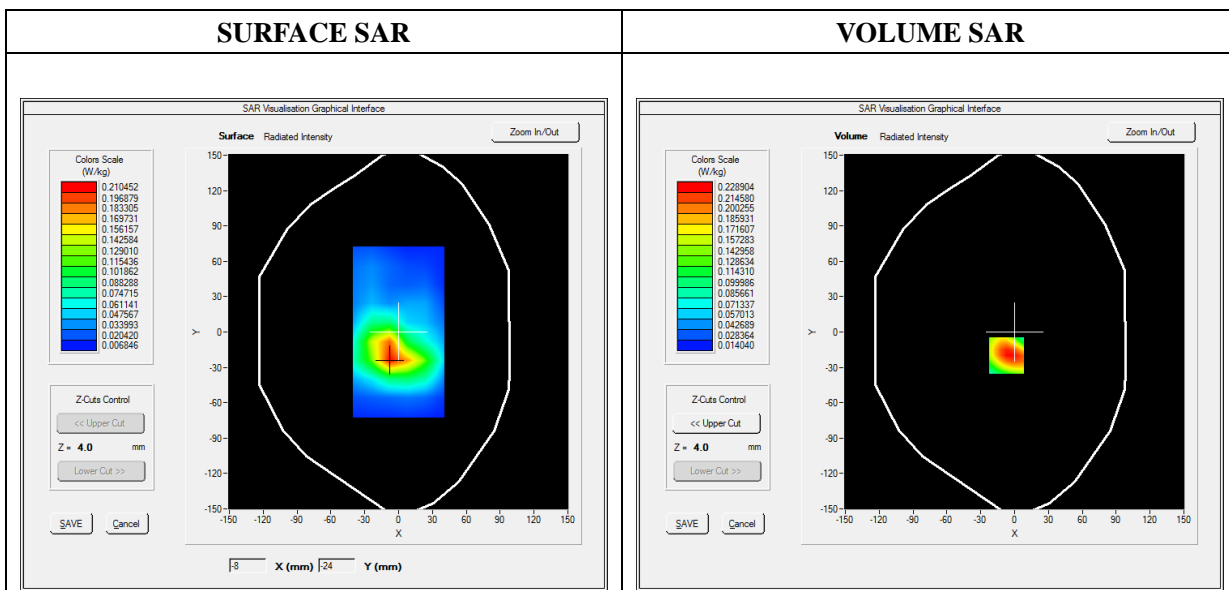 SURFACE SAR
VOLUME SAR
SAR Visualisation Graphical Interface
Surface Radiated Intensity
Zoom In/Out
Colors Scale
(W/kg)
0.210452
0.196879
0.183305
0.169731
0.156157
0.142584
0.129010
0.115436
0.101862
0.088288
0.074715
0.061141
0.047567
0.033993
0.020420
0.006846
150
120
90
60
30
0
-30
-60
-90
-120
-150
Y
-150 -120 -90 -60 -30 0 30 60 90 120 150
X
Z-Cuts Control
<< Upper Cut
Z = 4.0 mm
Lower Cut >>
SAVE Cancel
-8 X (mm) -24 Y (mm)
SAR Visualisation Graphical Interface
Volume Radiated Intensity
Zoom In/Out
Colors Scale
(W/kg)
0.228904
0.214580
0.200255
0.185931
0.171607
0.157283
0.142958
0.128634
0.114310
0.099986
0.085661
0.071337
0.057013
0.042689
0.028364
0.014040
150
120
90
60
30
0
-30
-60
-90
-120
-150
Y
-150 -120 -90 -60 -30 0 30 60 90 120 150
X
Z-Cuts Control
<< Upper Cut
Z = 4.0 mm
Lower Cut >>
SAVE Cancel